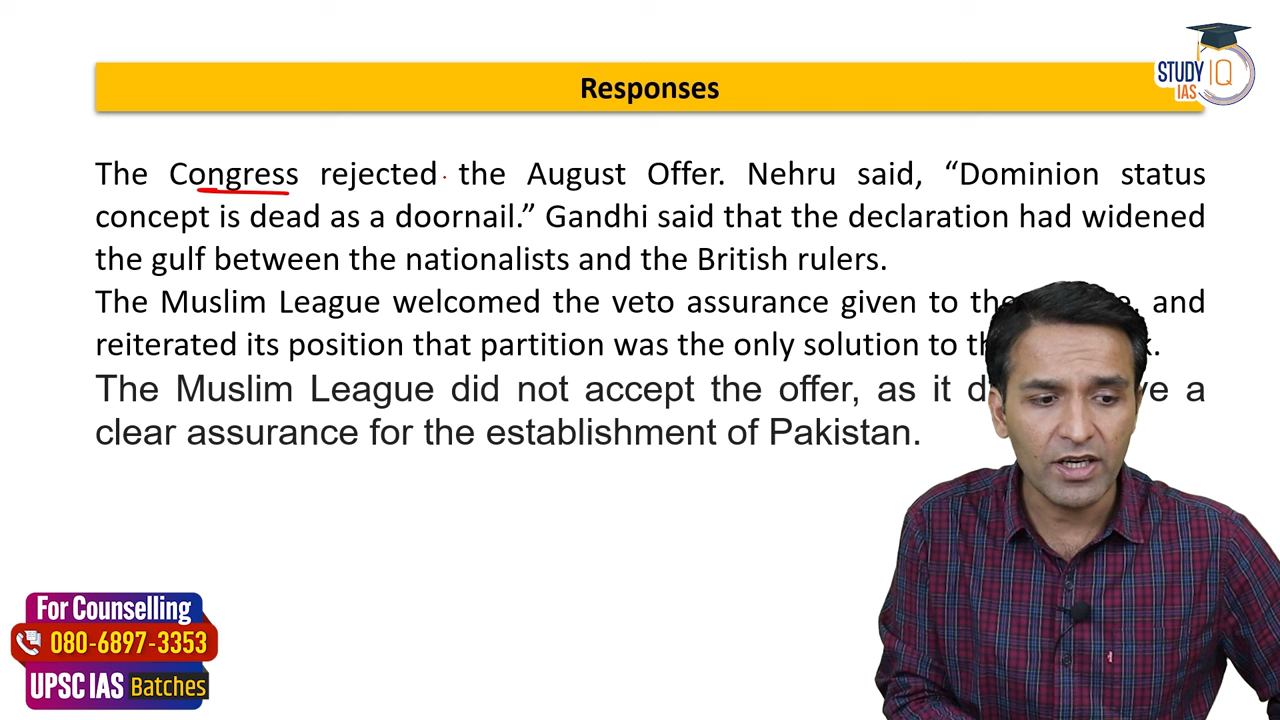 Responses
STUDY IQ
IAS
The Congress rejected the August Offer. Nehru said, “Dominion status
concept is dead as a doornail.” Gandhi said that the declaration had widened
the gulf between the nationalists and the British rulers.
The Muslim League welcomed the veto assurance given to the and
reiterated its position that partition was the only solution to
The Muslim League did not accept the offer, as it a
clear assurance for the establishment of Pakistan.
For Counselling
080-6897-3353
UPSC IAS Batches